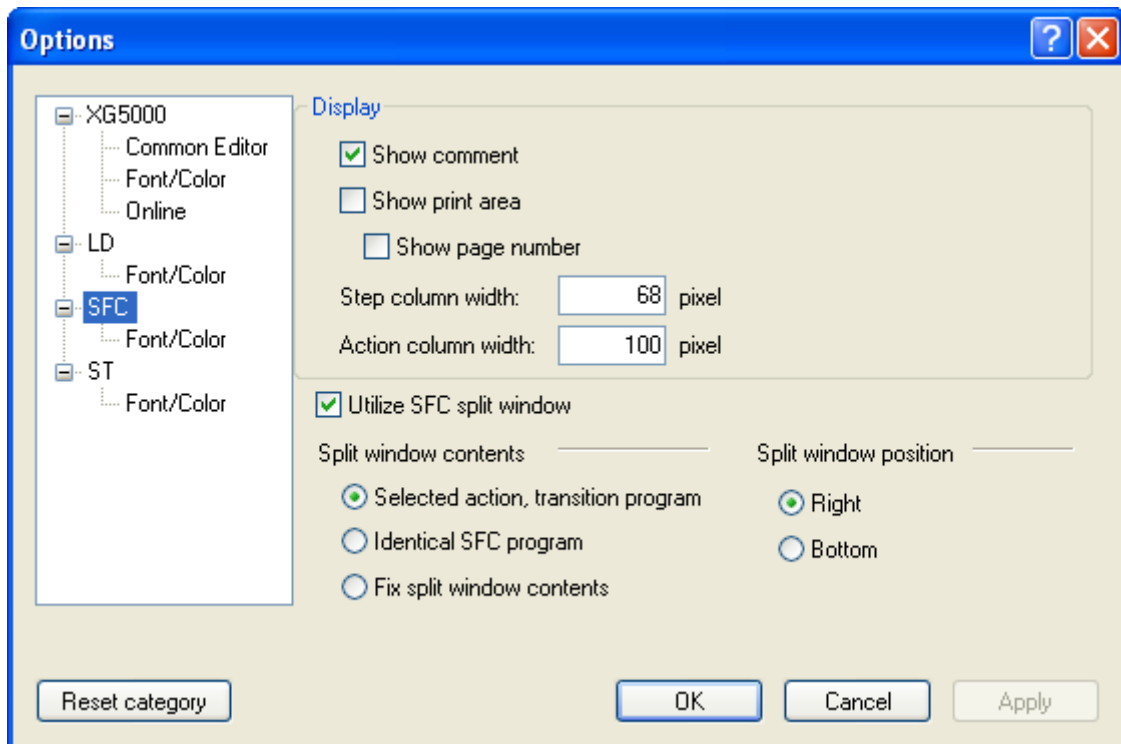 Options
XG5000
Common Editor
Font/Color
Online
LD
Font/Color
SFC
Font/Color
ST
Font/Color
Display
Show comment
Show print area
Show page number
Step column width: 68 pixel
Action column width: 100 pixel
Utilize SFC split window
Split window contents
Selected action, transition program
Identical SFC program
Fix split window contents
Split window position
Right
Bottom
Reset category
OK
Cancel
Apply